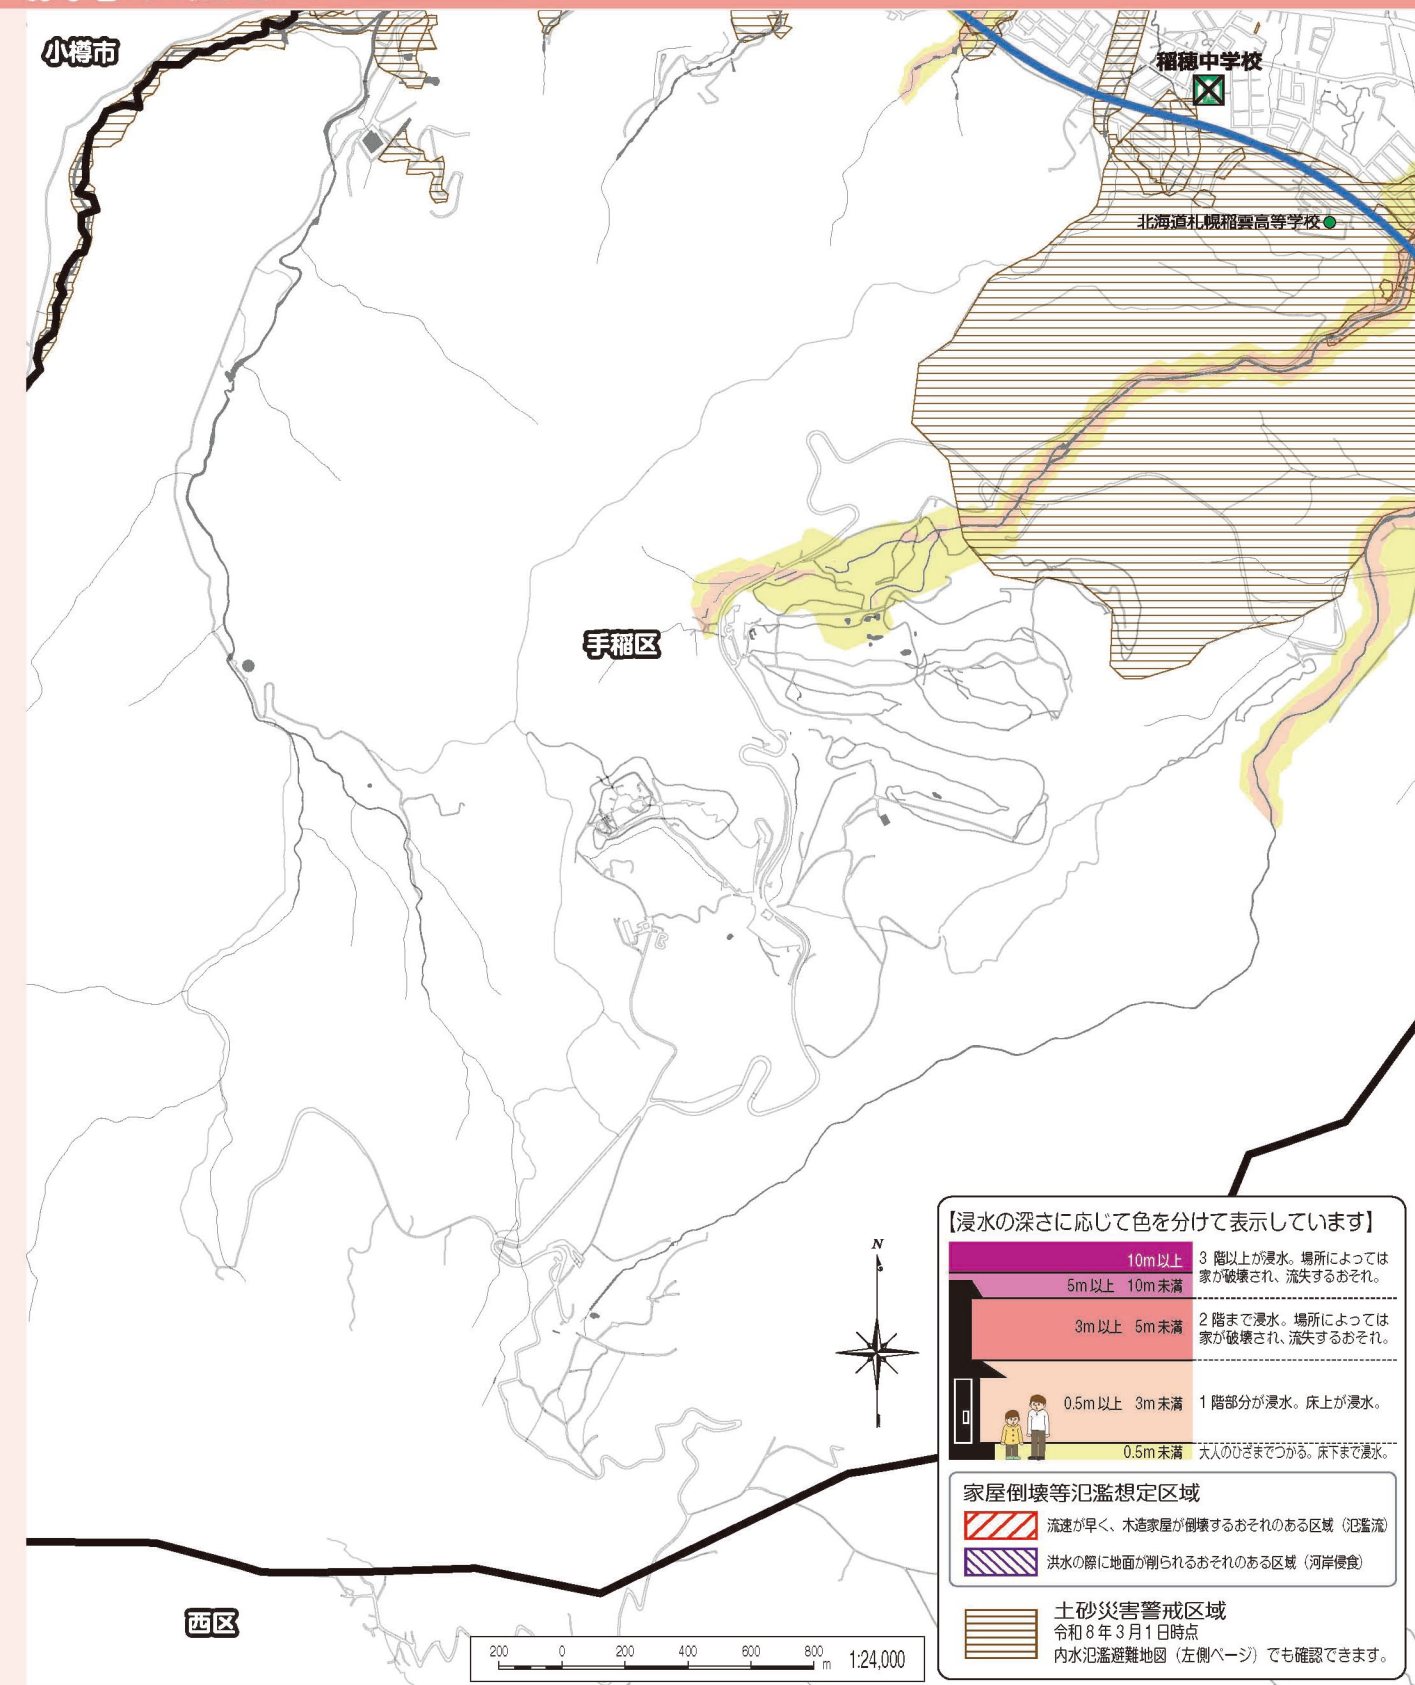 小樽市
稲穂中学校
北海道札幌稲雲高等学校
手稲区
西区
N
200 0 200 400 600 800 m 1:24,000
【浸水の深さに応じて色を分けて表示しています】
10m以上
3階以上が浸水。場所によっては
家が破壊され、流失するおそれ。
5m以上 10m未満
3m以上 5m未満
2階まで浸水。場所によっては
家が破壊され、流失するおそれ。
0.5m以上 3m未満
1階部分が浸水。床上が浸水。
0.5m未満
大人のひざまでつかる。床下まで浸水。
家屋倒壊等氾濫想定区域
流速が早く、木造家屋が倒壊するおそれのある区域（氾濫流）
洪水の際に地面が削られるおそれのある区域（河岸侵食）
土砂災害警戒区域
令和8年3月1日時点
内水氾濫避難地図（左側ページ）でも確認できます。